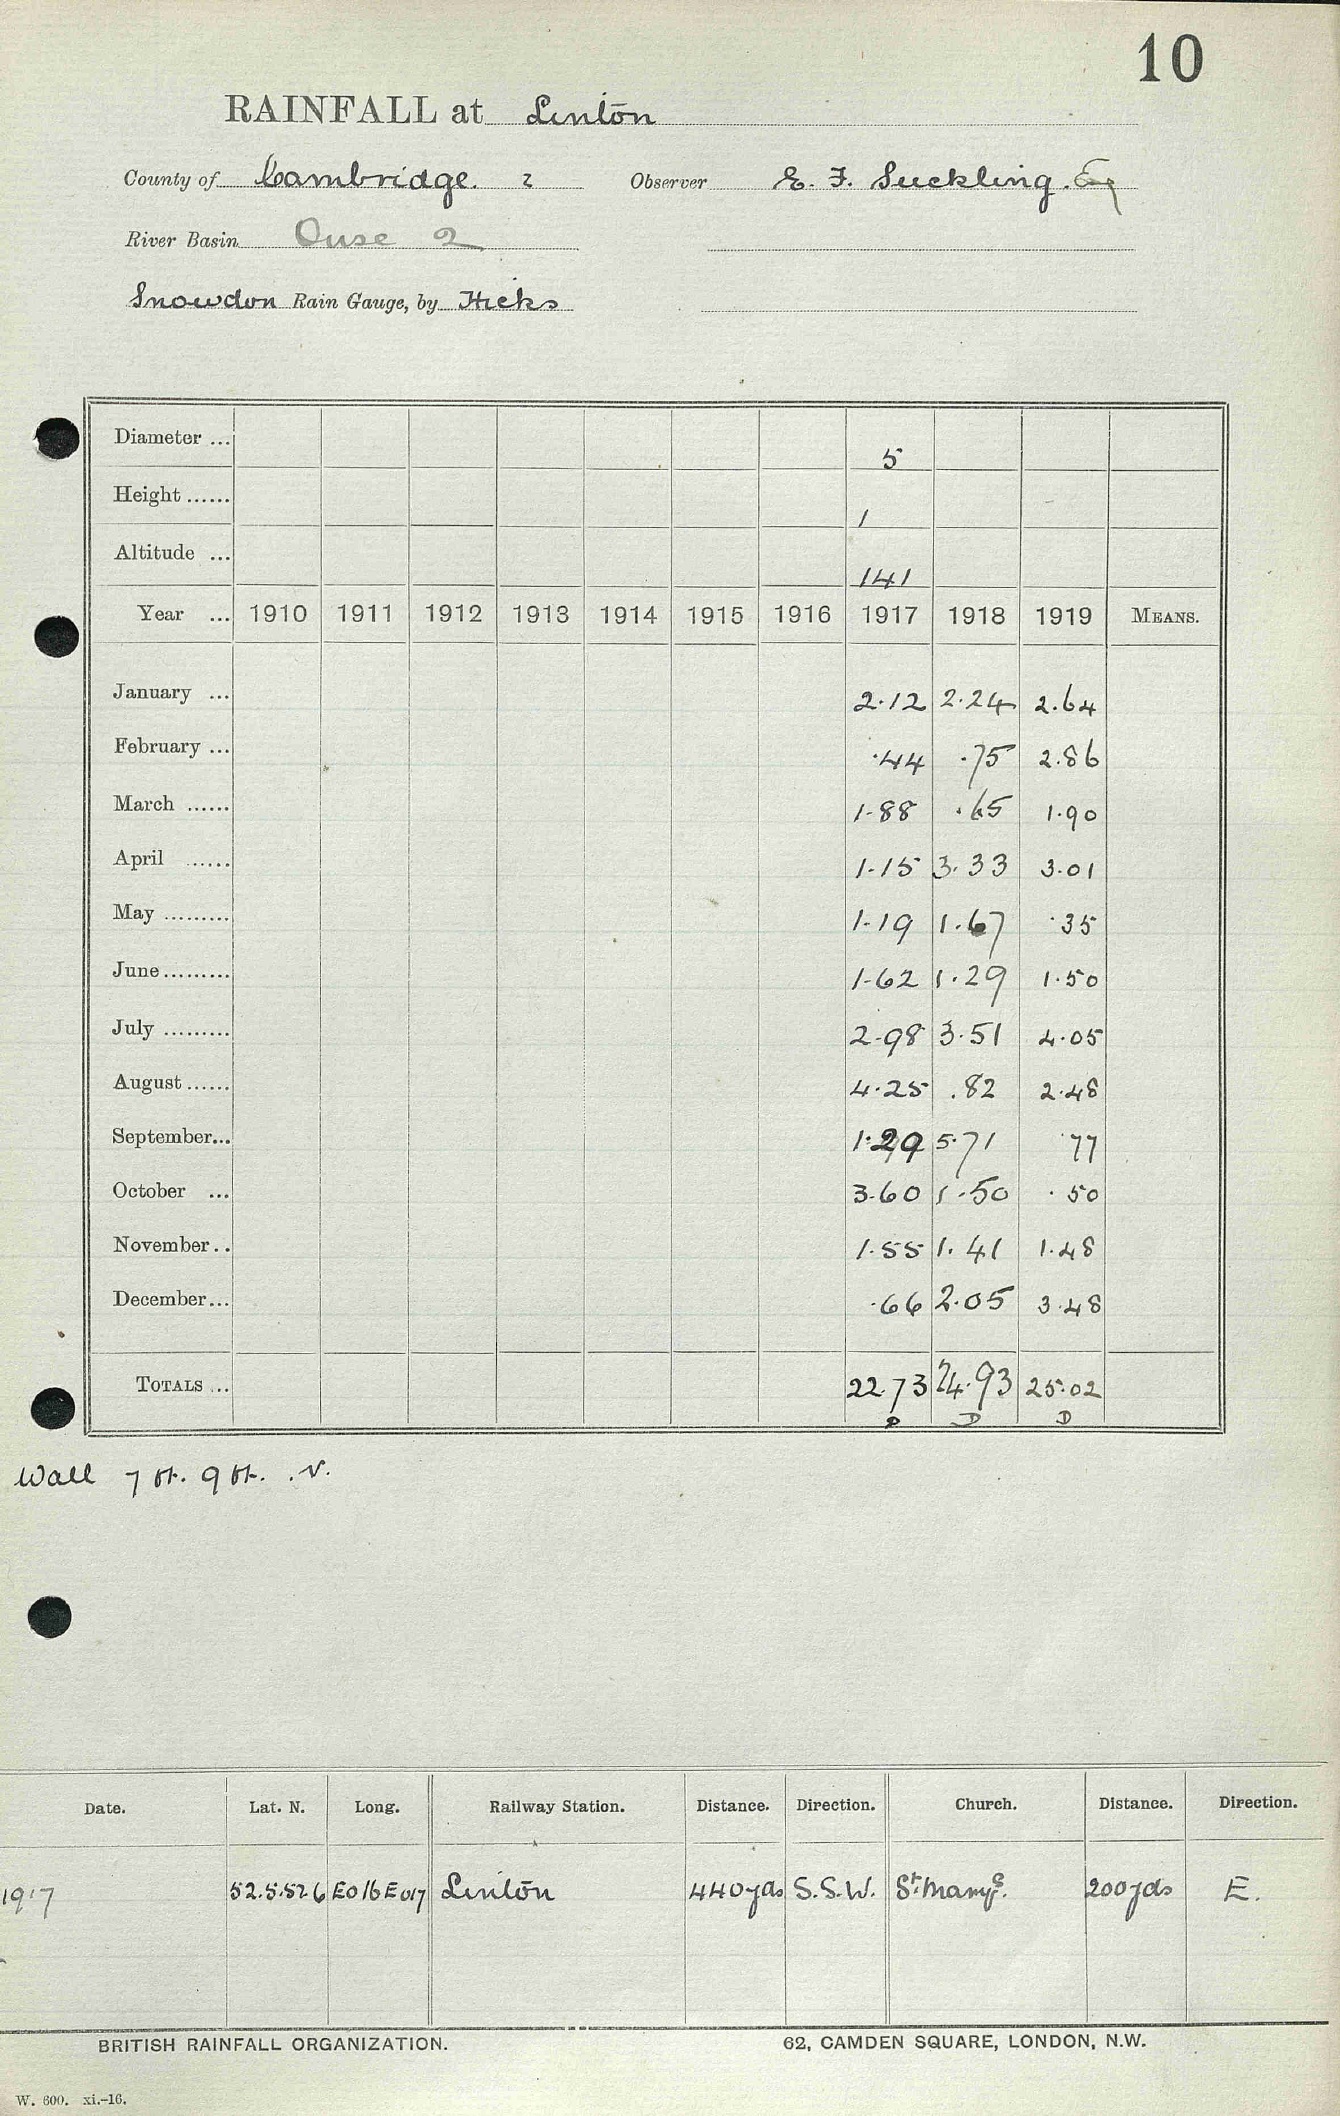 10
RAINFALL at Linton
County of Cambridge. 2 Observer E. F. Suckling. Esq
River Basin Ouse 2
Snowdon Rain Gauge, by Hicks
Diameter ... 5
Height ...... 1
Altitude ... 141
Year ... 1910 1911 1912 1913 1914 1915 1916 1917 1918 1919 MEANS.
January ... 2.12 2.24 2.64
February ... .44 .75 2.86
March ...... 1.88 .65 1.90
April ...... 1.15 3.33 3.01
May ......... 1.19 1.67 .35
June ......... 1.62 1.29 1.50
July ......... 2.98 3.51 4.05
August ...... 4.25 .82 2.48
September... 1.29 5.71 .77
October ... 3.60 1.50 .50
November.. 1.55 1.41 1.48
December... .66 2.05 3.48
TOTALS ... 22.73 24.93 25.02
D D D
Wall 7 ft. 9 ft.
Date. Lat. N. Long. Railway Station. Distance. Direction. Church. Distance. Direction.
1917 52.5.52.6 E016 E017 Linton 440yds S.S.W. St. Mary's. 200yds E.
BRITISH RAINFALL ORGANIZATION. 62, CAMDEN SQUARE, LONDON, N.W.
W. 600. xi.-16.